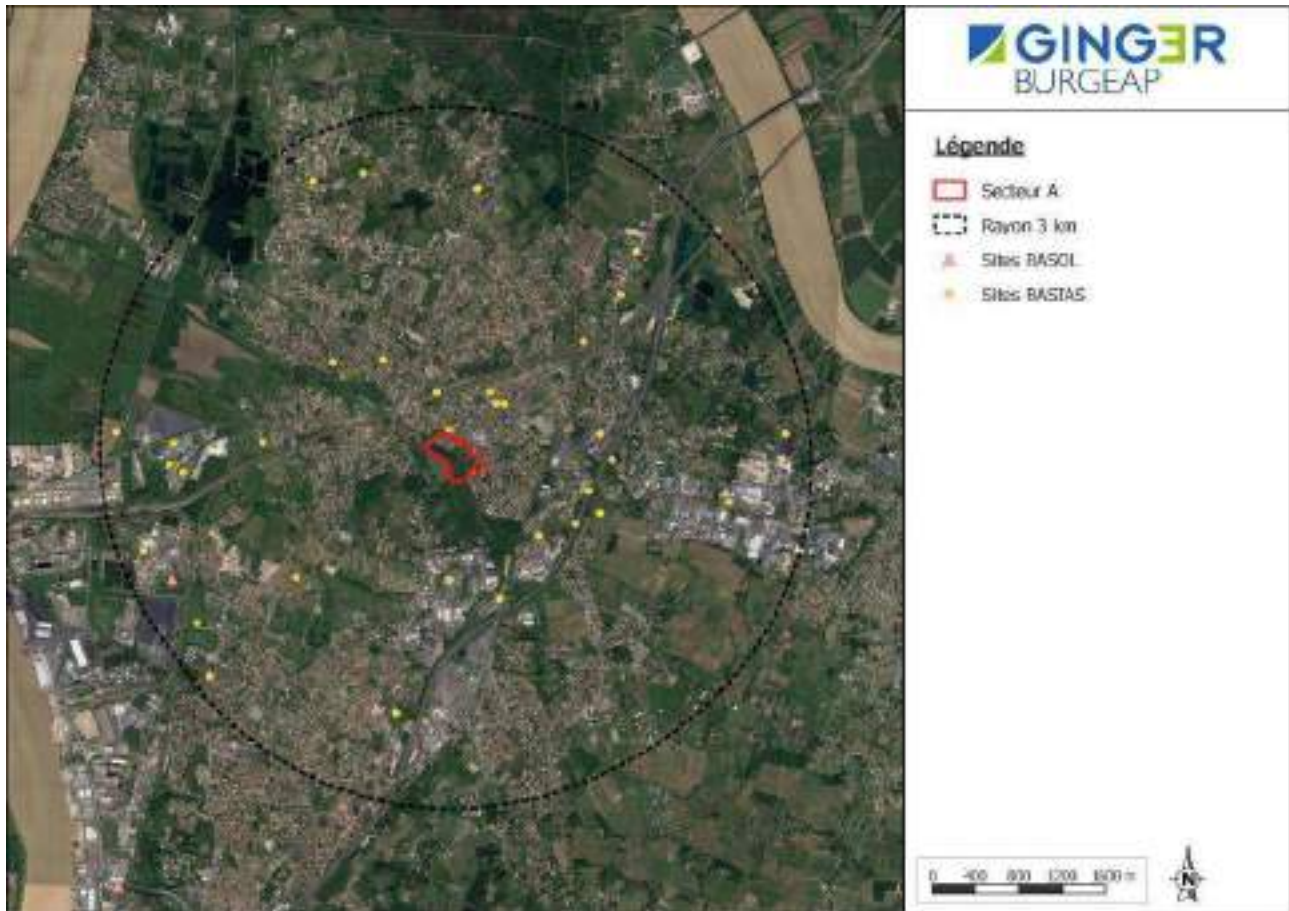 GINGER
BURGEAP
Légende
Secteur A
Rayon 3 km
Sites BASOL
Sites BASIAS
0 400 800 1200 1600 m
N